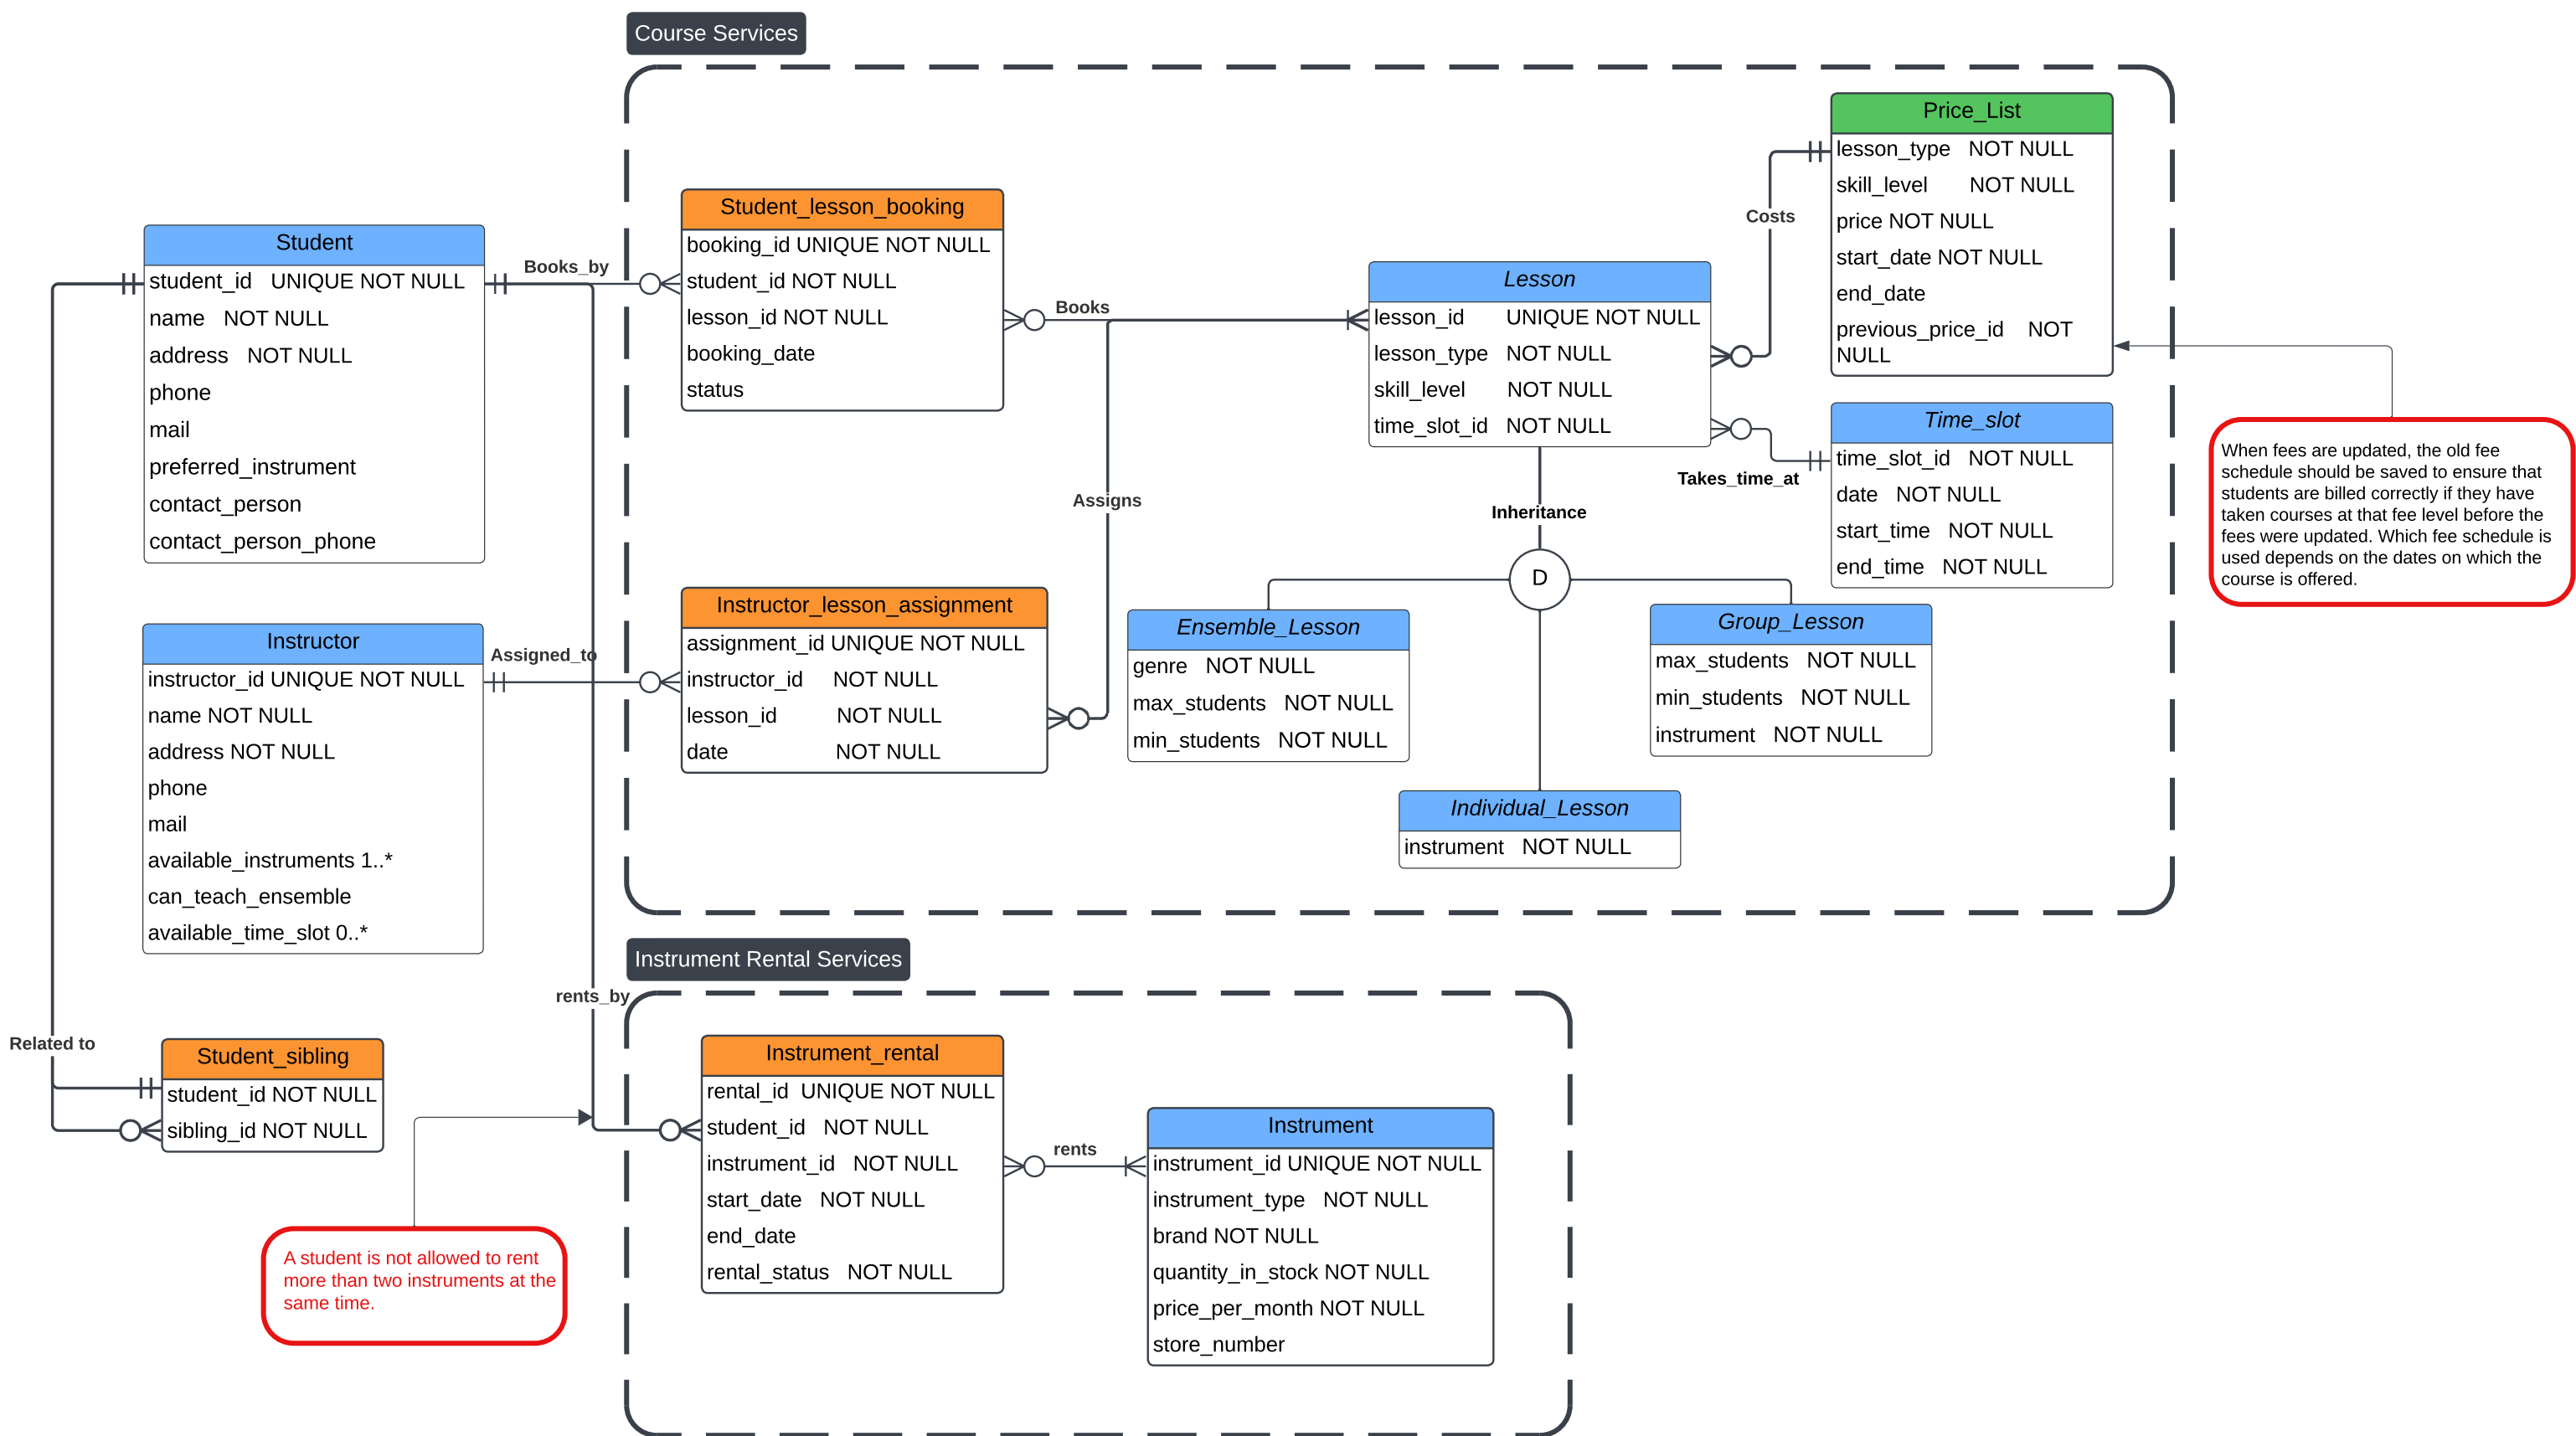 Course Services
Price_List
lesson_type NOT NULL
skill_level NOT NULL
price NOT NULL
start_date NOT NULL
end_date
previous_price_id NOT
NULL
Costs
Student_lesson_booking
booking_id UNIQUE NOT NULL
student_id NOT NULL
lesson_id NOT NULL
booking_date
status
Student
student_id UNIQUE NOT NULL
name NOT NULL
address NOT NULL
phone
mail
preferred_instrument
contact_person
contact_person_phone
Books_by
Books
Lesson
lesson_id UNIQUE NOT NULL
lesson_type NOT NULL
skill_level NOT NULL
time_slot_id NOT NULL
Time_slot
time_slot_id NOT NULL
date NOT NULL
start_time NOT NULL
end_time NOT NULL
Takes_time_at
When fees are updated, the old fee
schedule should be saved to ensure that
students are billed correctly if they have
taken courses at that fee level before the
fees were updated. Which fee schedule is
used depends on the dates on which the
course is offered.
Assigns
Inheritance
D
Instructor_lesson_assignment
assignment_id UNIQUE NOT NULL
instructor_id NOT NULL
lesson_id NOT NULL
date NOT NULL
Ensemble_Lesson
genre NOT NULL
max_students NOT NULL
min_students NOT NULL
Group_Lesson
max_students NOT NULL
min_students NOT NULL
instrument NOT NULL
Individual_Lesson
instrument NOT NULL
Instructor
instructor_id UNIQUE NOT NULL
name NOT NULL
address NOT NULL
phone
mail
available_instruments 1..*
can_teach_ensemble
available_time_slot 0..*
Assigned_to
Instrument Rental Services
rents_by
Related to
Student_sibling
student_id NOT NULL
sibling_id NOT NULL
Instrument_rental
rental_id UNIQUE NOT NULL
student_id NOT NULL
instrument_id NOT NULL
start_date NOT NULL
end_date
rental_status NOT NULL
rents
Instrument
instrument_id UNIQUE NOT NULL
instrument_type NOT NULL
brand NOT NULL
quantity_in_stock NOT NULL
price_per_month NOT NULL
store_number
A student is not allowed to rent
more than two instruments at the
same time.